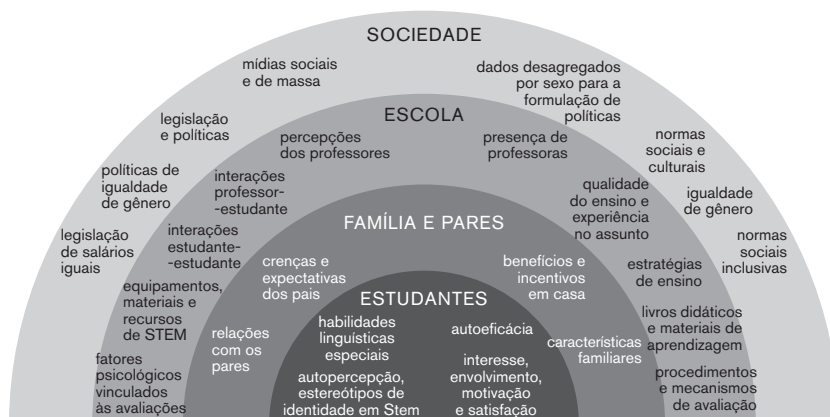 SOCIEDADE
mídias sociais
e de massa
dados desagregados
por sexo para a
formulação de
políticas
legislação
e políticas
normas
sociais e
culturais
políticas de
igualdade
de gênero
igualdade
de gênero
legislação
de salários
iguais
normas
sociais
inclusivas
ESCOLA
percepções
dos professores
presença de
professoras
interações
professor-
-estudante
qualidade
do ensino e
experiência
no assunto
interações
estudante-
-estudante
estratégias
de ensino
equipamentos,
materiais e
recursos
de STEM
livros didáticos
e materiais de
aprendizagem
fatores
psicológicos
vinculados
às avaliações
procedimentos
e mecanismos
de avaliação
FAMÍLIA E PARES
crenças e
expectativas
dos pais
benefícios e
incentivos
em casa
relações
com os
pares
características
familiares
ESTUDANTES
habilidades
linguísticas
especiais
autoeficácia
autopercepção,
estereótipos de
identidade em Stem
interesse,
envolvimento,
motivação
e satisfação